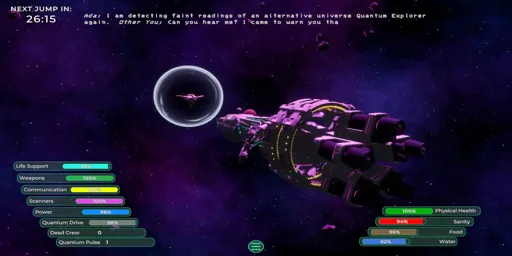 NEXT JUMP IN:
26:15
Ada: I am detecting faint readings of an alternative universe Quantum Explorer
again. Other You: Can you hear me? I came to warn you tha
Life Support
Weapons 100%
Communication
Scanners 100%
Power 89%
Quantum Drive 96%
Dead Crew 0
Quantum Pulse 1
100% Physical Health
94% Sanity
96% Food
92% Water